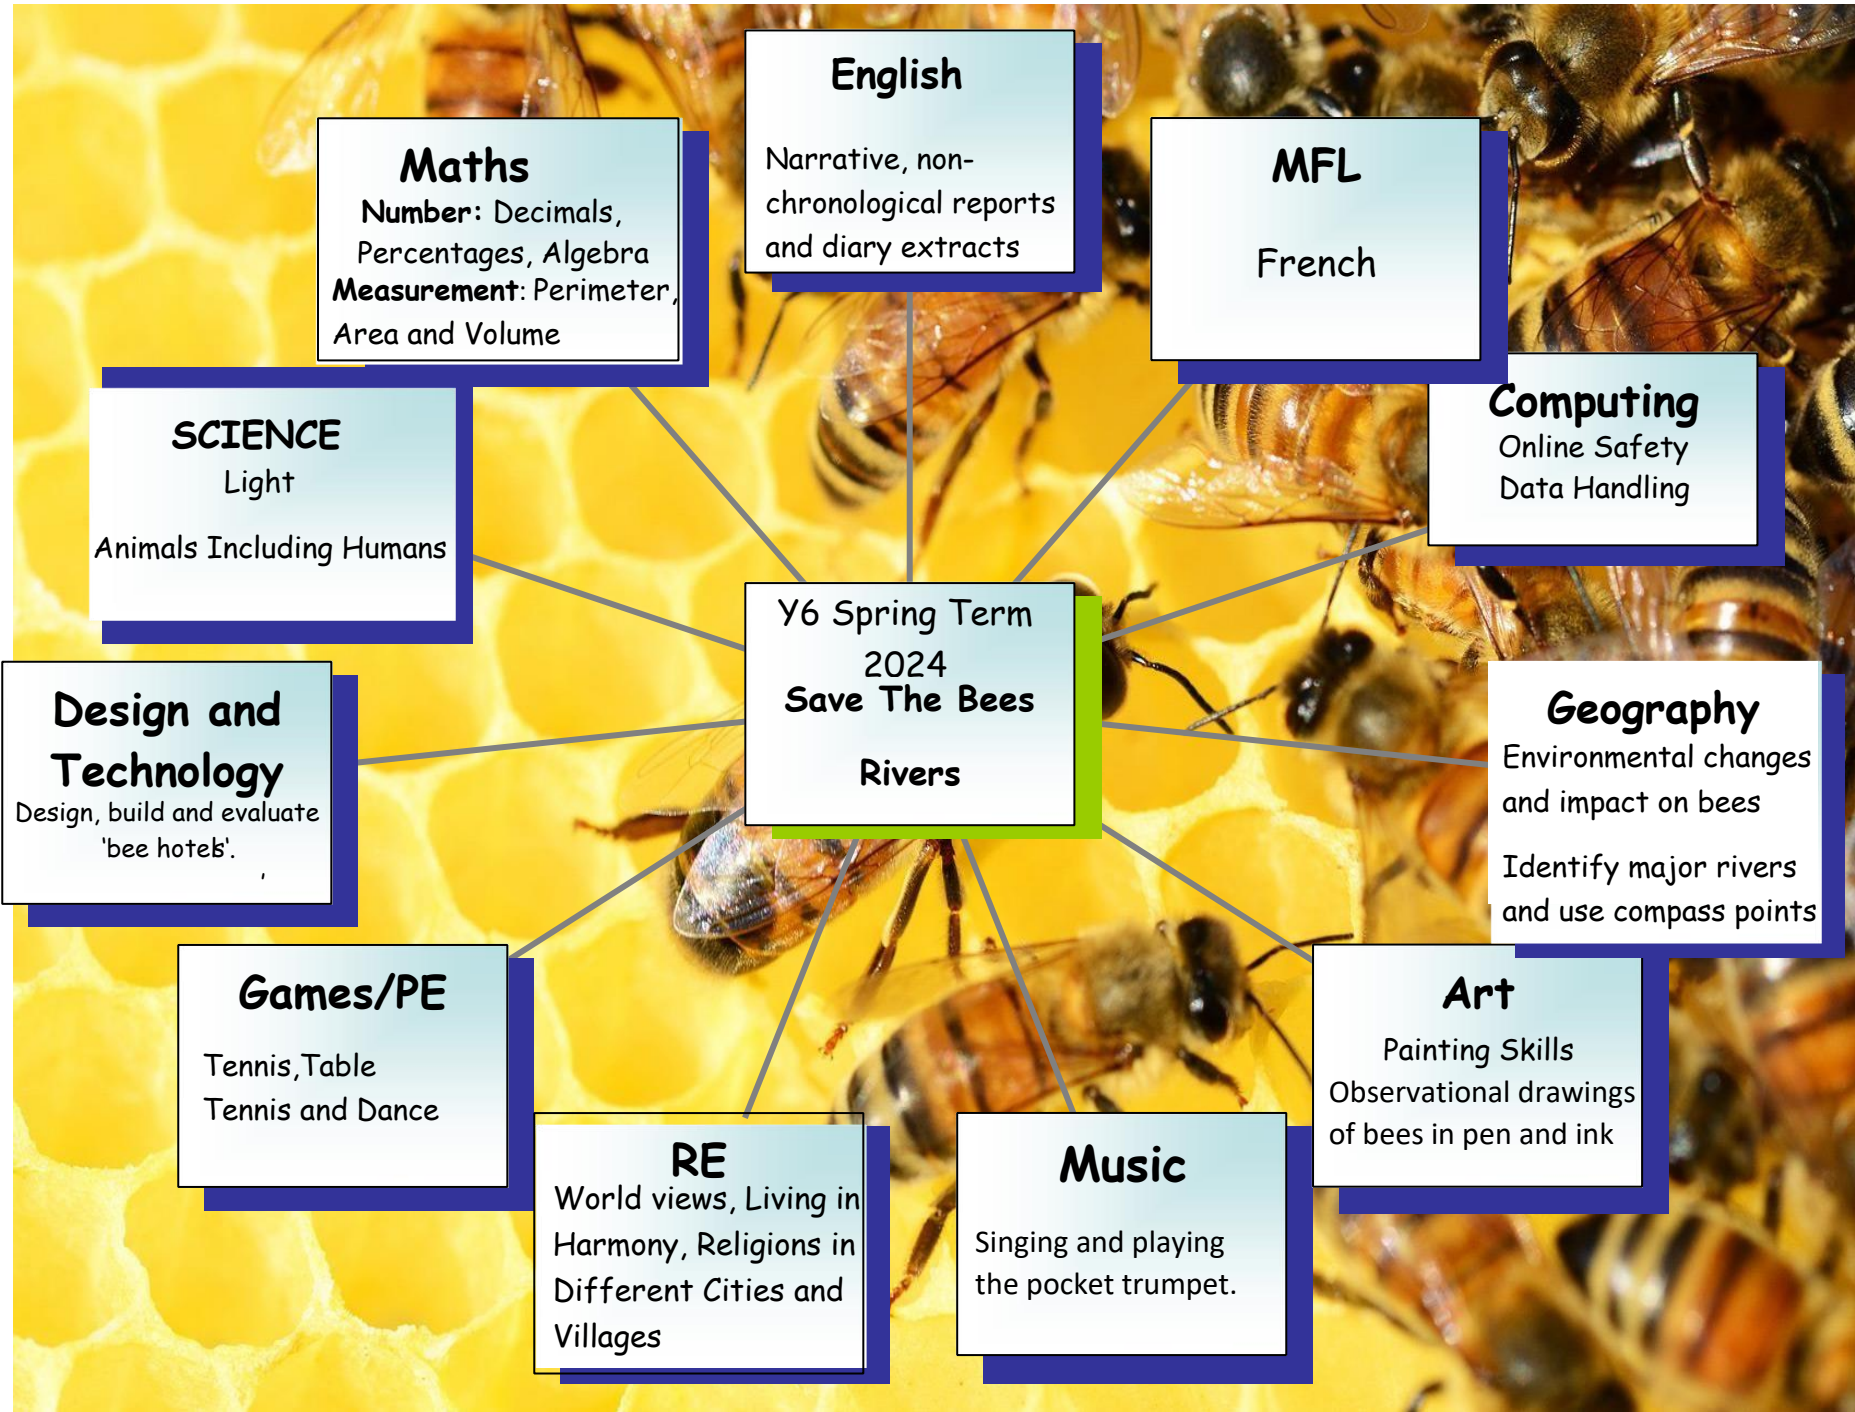 English
Narrative, non-
chronological reports
and diary extracts
Maths
Number: Decimals,
Percentages, Algebra
Measurement: Perimeter,
Area and Volume
MFL
French
Computing
Online Safety
Data Handling
SCIENCE
Light
Animals Including Humans
Y6 Spring Term
2024
Save The Bees
Rivers
Design and
Technology
Design, build and evaluate
'bee hotels'.
,
Geography
Environmental changes
and impact on bees
Identify major rivers
and use compass points
Games/PE
Tennis,Table
Tennis and Dance
Art
Painting Skills
Observational drawings
of bees in pen and ink
RE
World views, Living in
Harmony, Religions in
Different Cities and
Villages
Music
Singing and playing
the pocket trumpet.